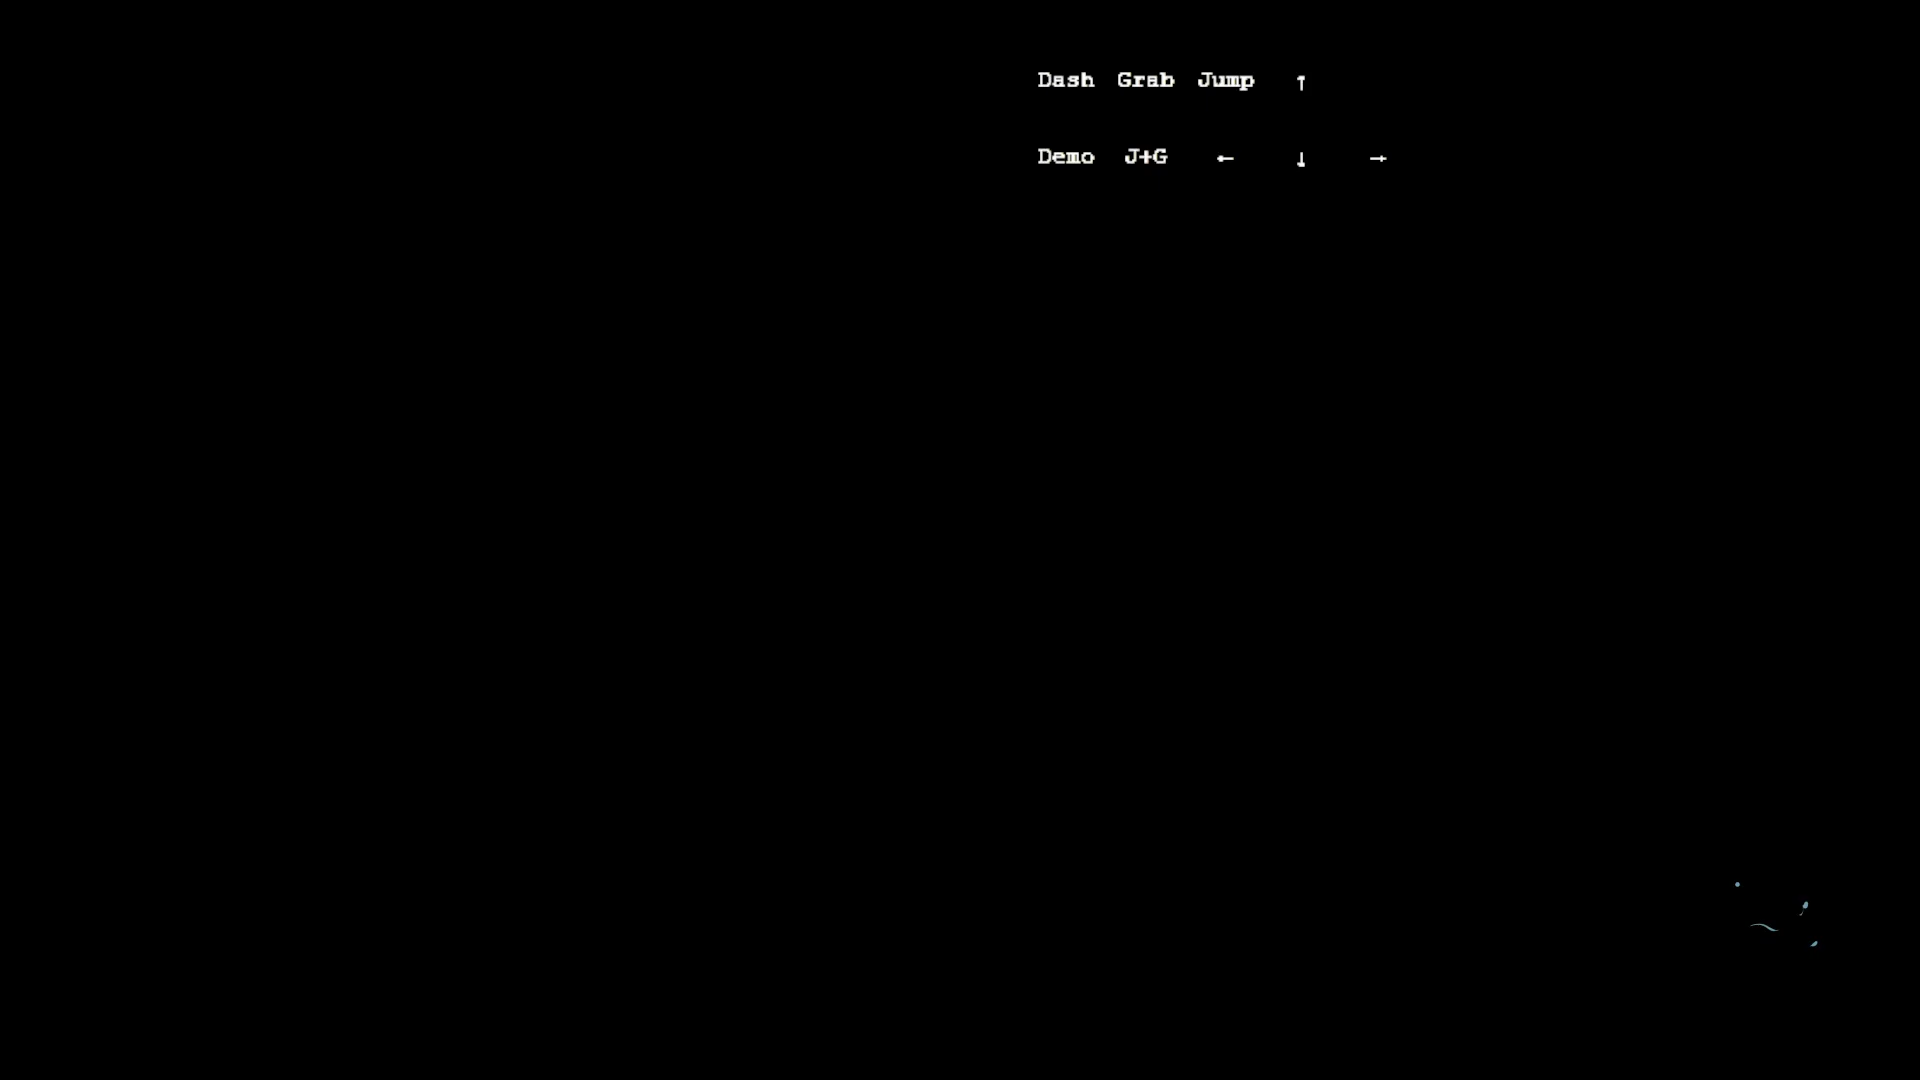 Dash Grab Jump ↑
Demo J+G ← ↓ →